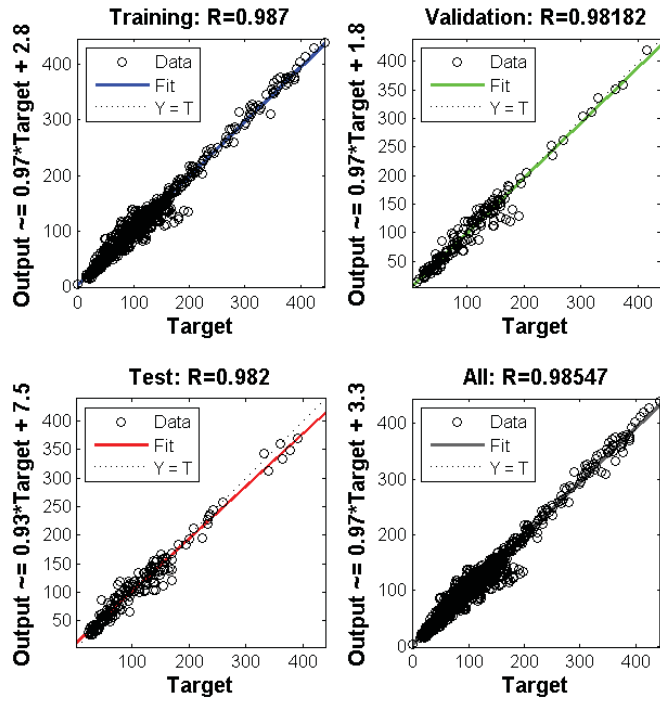 Training: R=0.987
Output ~= 0.97*Target + 2.8
Data
Fit
Y = T
400
300
200
100
0
0 100 200 300 400
Target
Validation: R=0.98182
Output ~= 0.97*Target + 1.8
Data
Fit
Y = T
400
350
300
250
200
150
100
50
100 200 300 400
Target
Test: R=0.982
Output ~= 0.93*Target + 7.5
Data
Fit
Y = T
400
350
300
250
200
150
100
50
100 200 300 400
Target
All: R=0.98547
Output ~= 0.97*Target + 3.3
Data
Fit
Y = T
400
300
200
100
0
0 100 200 300 400
Target